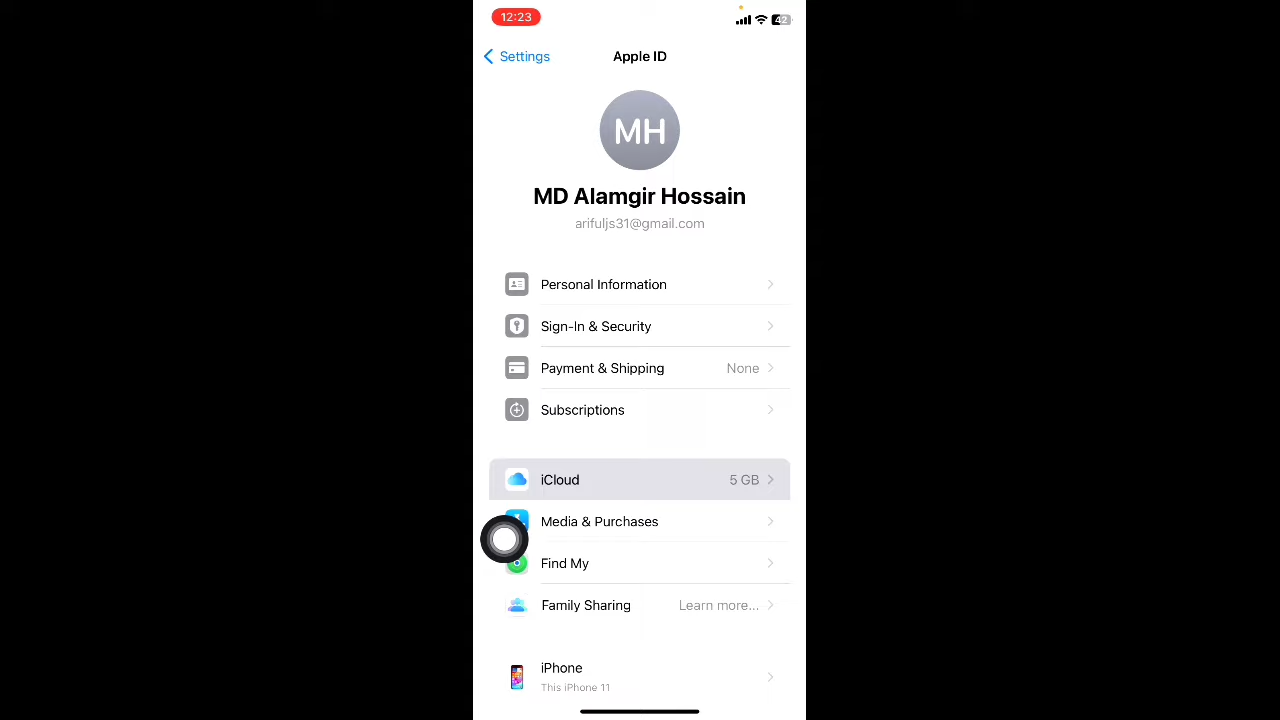 12:23
42
Settings
Apple ID
MH
MD Alamgir Hossain
arifuljs31@gmail.com
Personal Information
Sign-In & Security
Payment & Shipping None
Subscriptions
iCloud 5 GB
Media & Purchases
Find My
Family Sharing Learn more...
iPhone
This iPhone 11